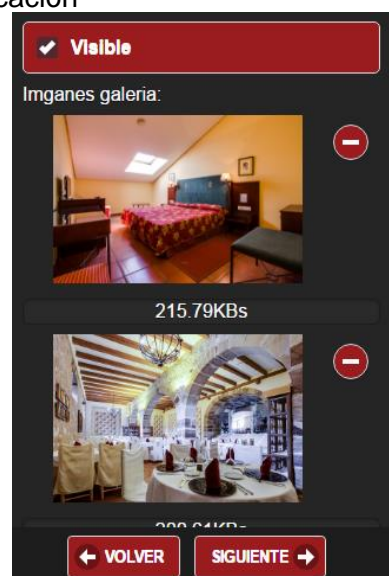 Visible
Imganes galeria:
215.79KBs
VOLVER
SIGUIENTE